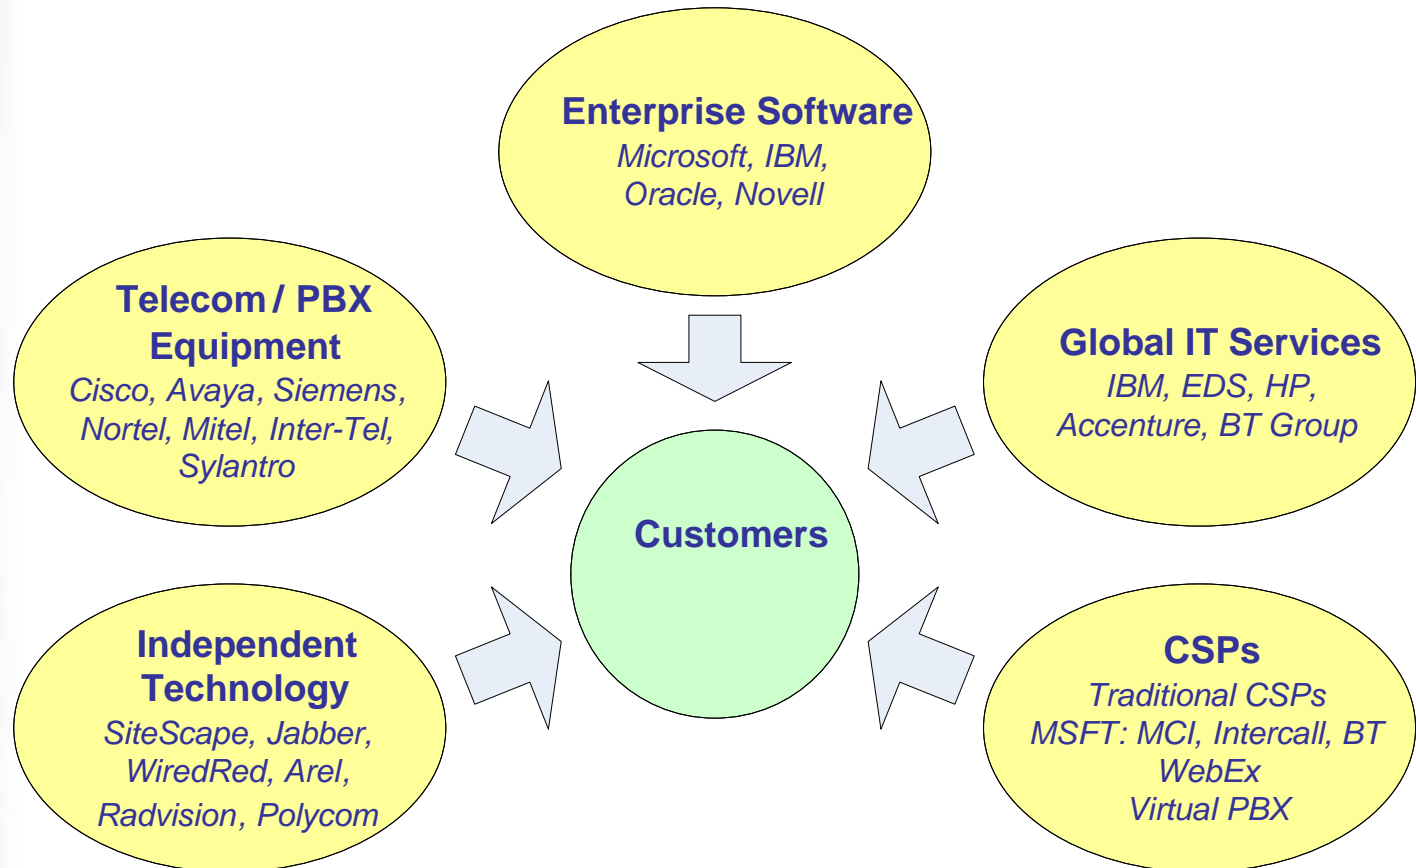 Enterprise Software
Microsoft, IBM,
Oracle, Novell
Telecom / PBX
Equipment
Cisco, Avaya, Siemens,
Nortel, Mitel, Inter-Tel,
Sylantro
Global IT Services
IBM, EDS, HP,
Accenture, BT Group
Customers
Independent
Technology
SiteScape, Jabber,
WiredRed, Arel,
Radvision, Polycom
CSPs
Traditional CSPs
MSFT: MCI, Intercall, BT
WebEx
Virtual PBX